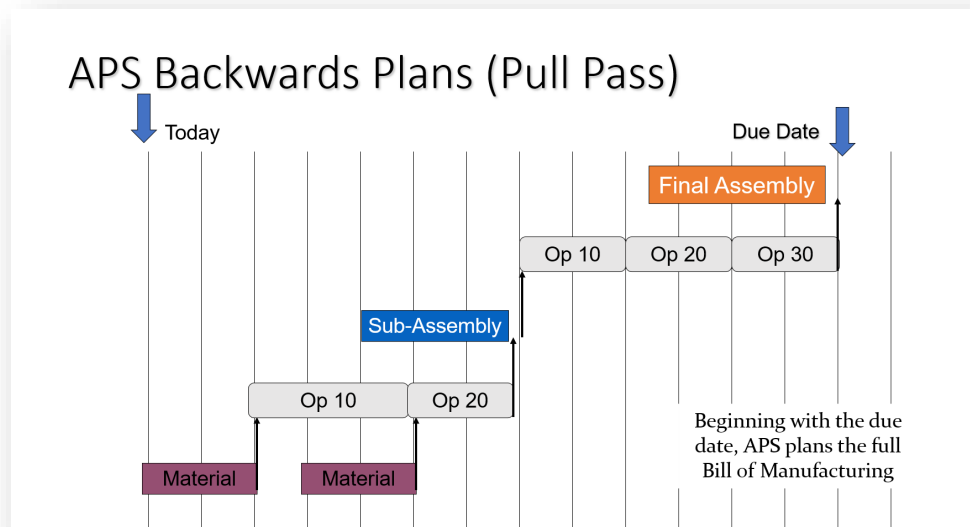 APS Backwards Plans (Pull Pass)
Today
Due Date
Final Assembly
Op 10
Op 20
Op 30
Sub-Assembly
Op 10
Op 20
Beginning with the due
date, APS plans the full
Bill of Manufacturing
Material
Material